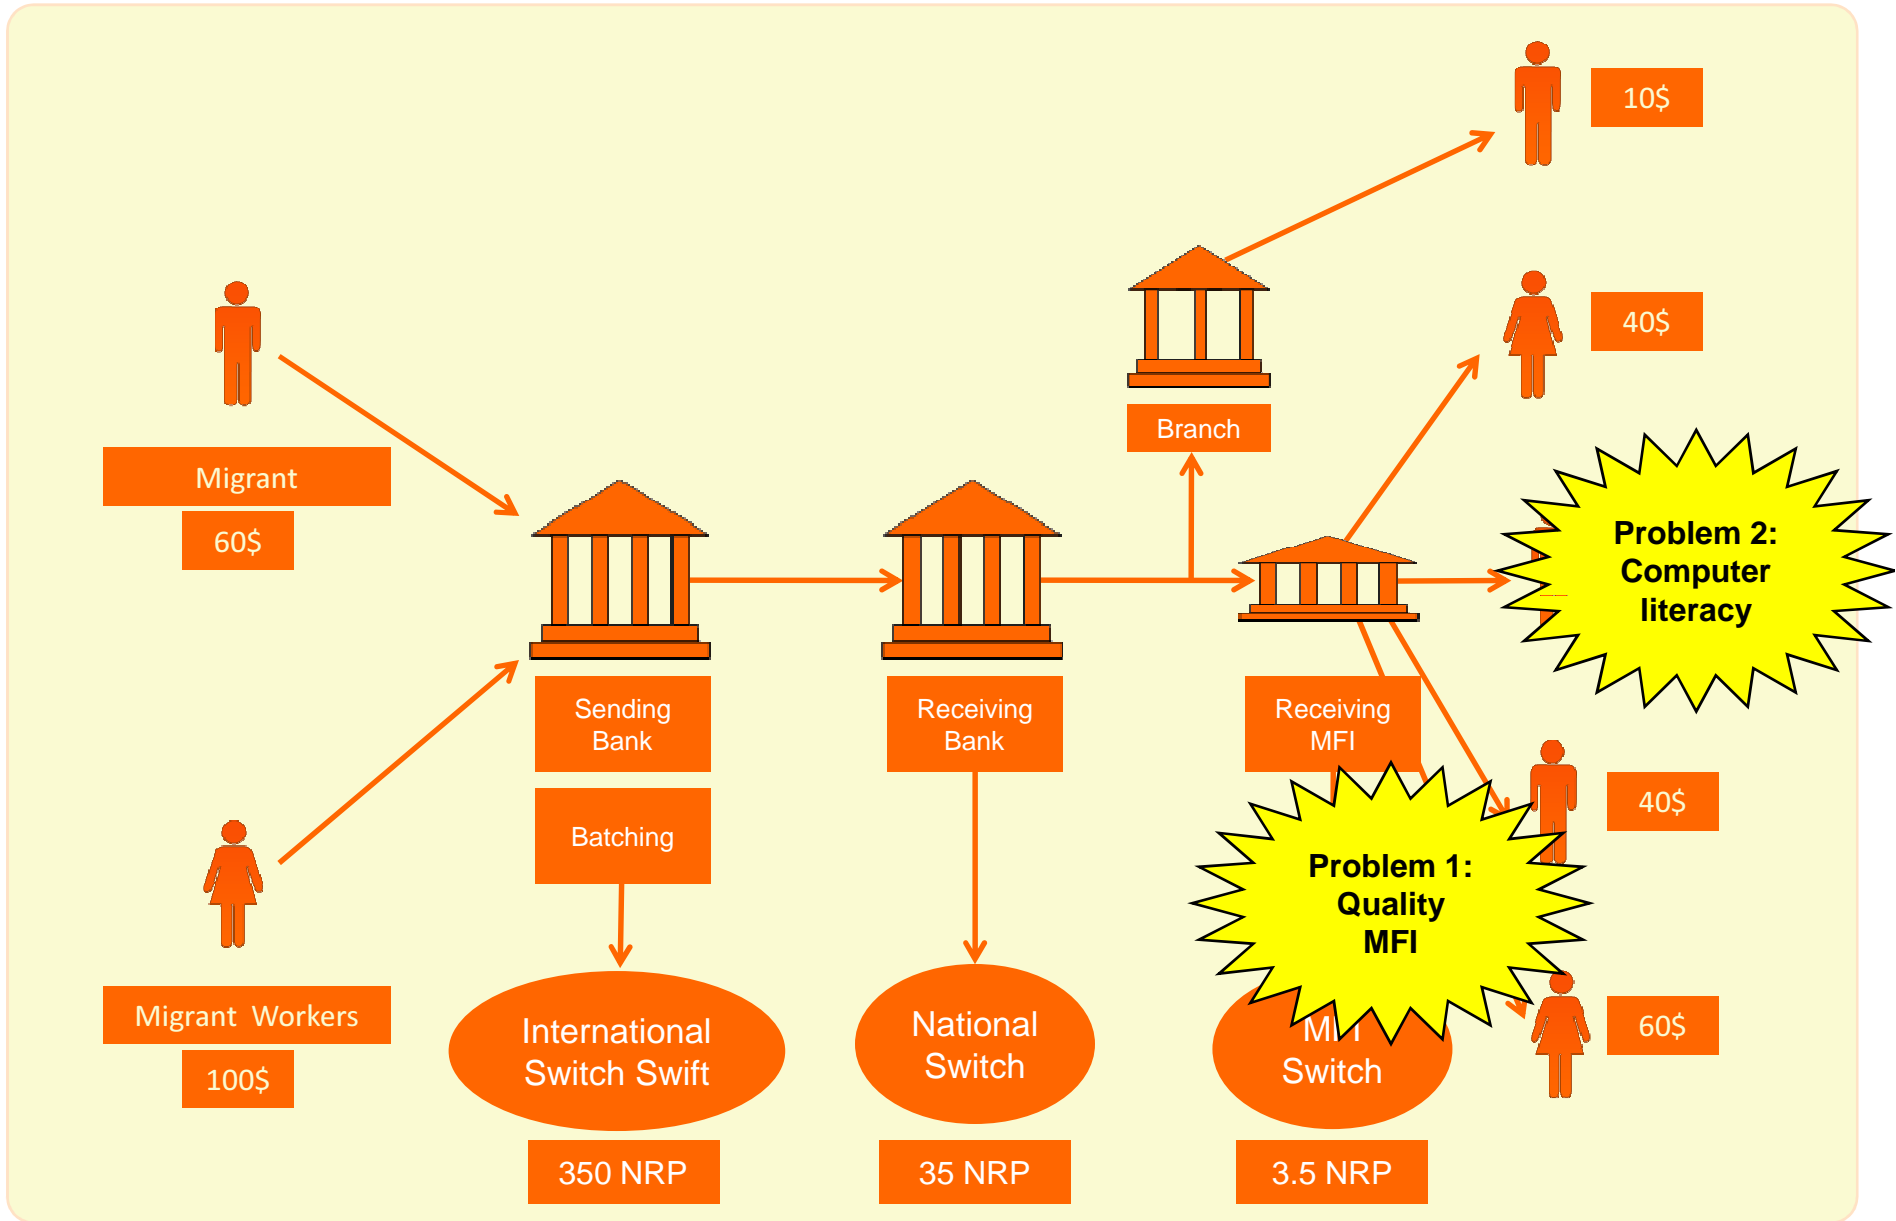 10$
40$
Branch
Migrant
60$
Problem 2:
Computer
literacy
Sending
Bank
Receiving
Bank
Receiving
MFI
Batching
40$
Problem 1:
Quality
MFI
Migrant Workers
100$
International
Switch Swift
National
Switch
MFI
Switch
60$
350 NRP
35 NRP
3.5 NRP